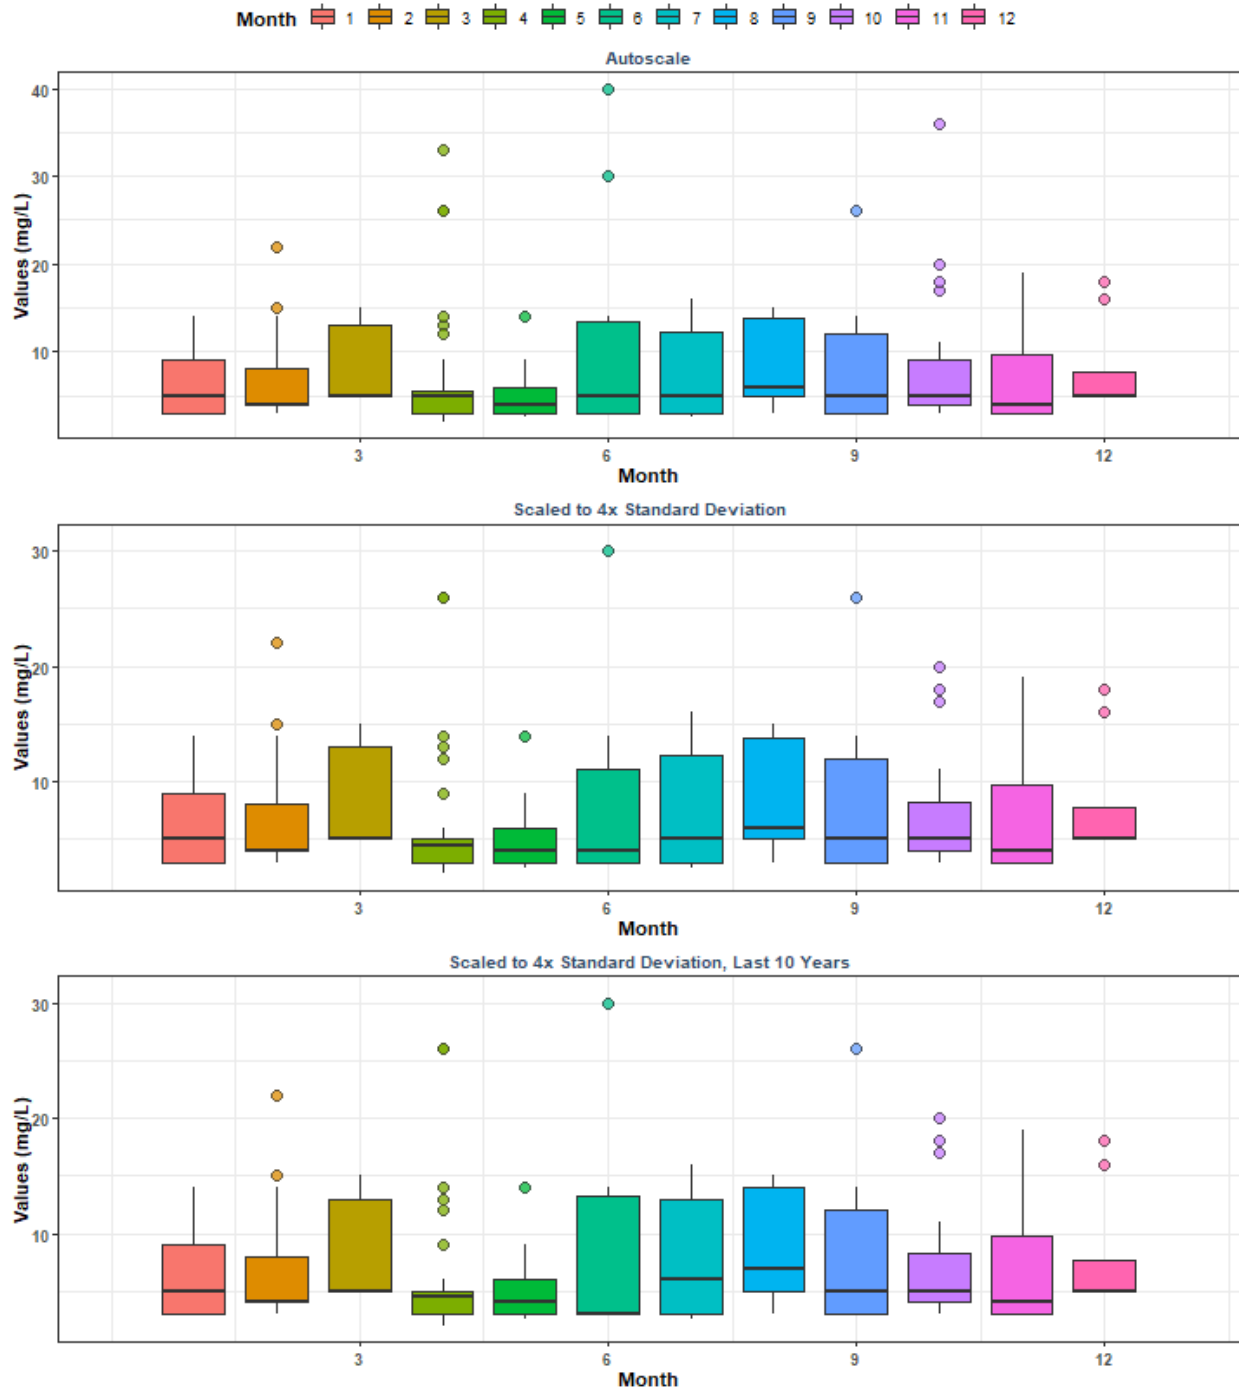 Month 1 2 3 4 5 6 7 8 9 10 11 12
Autoscale
Values (mg/L)
40
30
20
10
3 6 9 12
Month
Scaled to 4x Standard Deviation
Values (mg/L)
30
20
10
3 6 9 12
Month
Scaled to 4x Standard Deviation, Last 10 Years
Values (mg/L)
30
20
10
3 6 9 12
Month